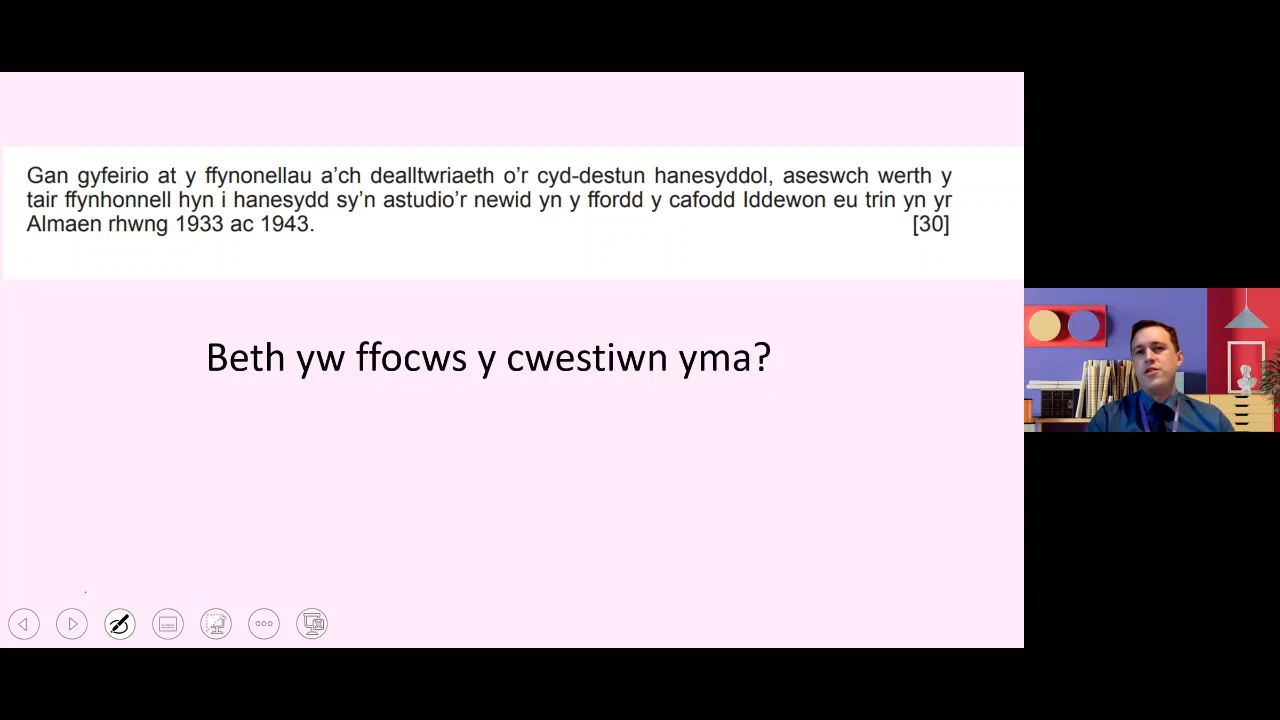 Gan gyfeirio at y ffynonellau a'ch dealltwriaeth o'r cyd-destun hanesyddol, aseswch werth y
tair ffynhonnell hyn i hanesydd sy'n astudio'r newid yn y ffordd y cafodd Iddewon eu trin yn yr
Almaen rhwng 1933 ac 1943. [30]
Beth yw ffocws y cwestiwn yma?